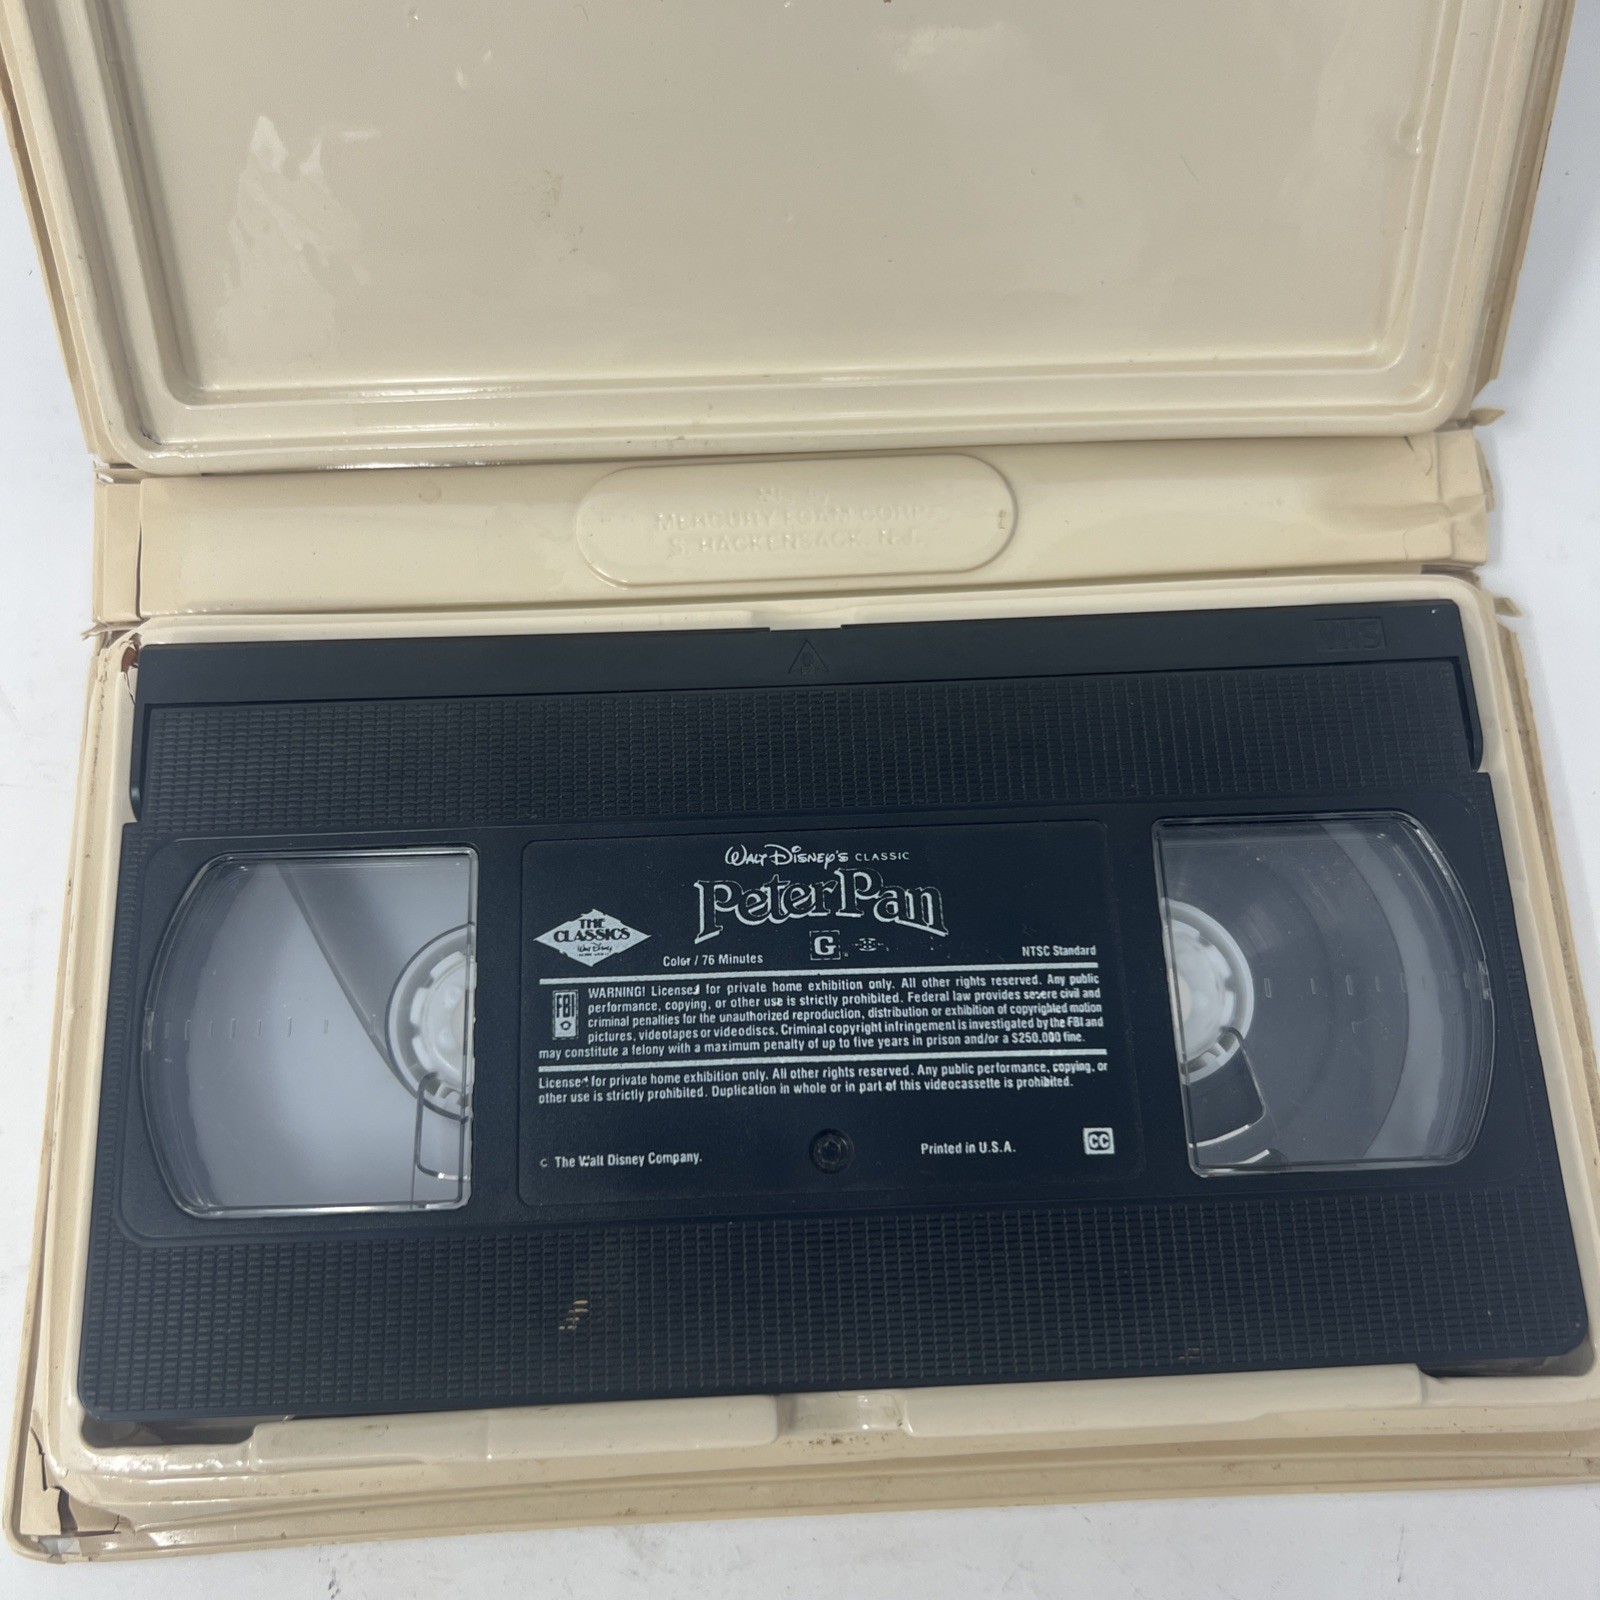 MERCURY FOAM CORP.
S. HACKENSACK, N.J.
VHS
WALT DISNEY'S CLASSIC
Peter Pan
THE
CLASSICS
Walt Disney
Color / 76 Minutes
G
NTSC Standard
FBI
WARNING! Licensed for private home exhibition only. All other rights reserved. Any public
performance, copying, or other use is strictly prohibited. Federal law provides severe civil and
criminal penalties for the unauthorized reproduction, distribution or exhibition of copyrighted motion
pictures, videotapes or videodiscs. Criminal copyright infringement is investigated by the FBI and
may constitute a felony with a maximum penalty of up to five years in prison and/or a $250,000 fine.
Licensed for private home exhibition only. All other rights reserved. Any public performance, copying, or
other use is strictly prohibited. Duplication in whole or in part of this videocassette is prohibited.
© The Walt Disney Company.
Printed in U.S.A.
CC